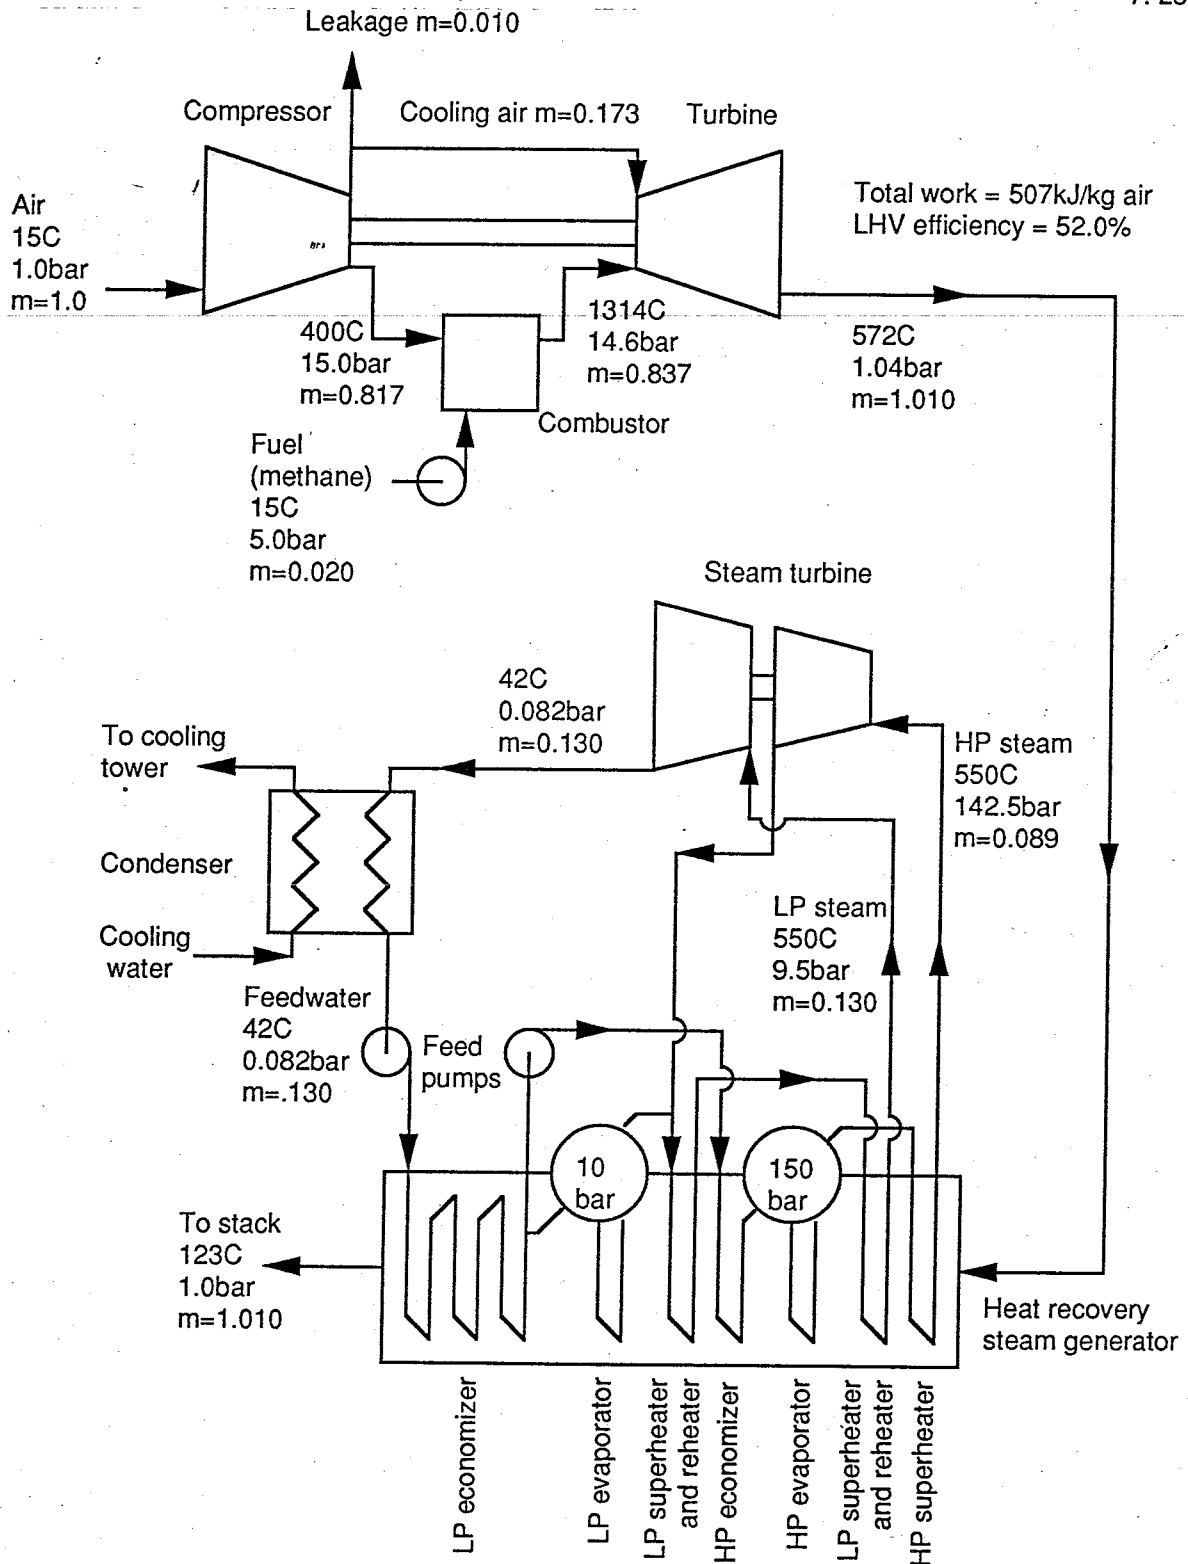 Leakage m=0.010
Compressor
Cooling air m=0.173
Turbine
Air
15C
1.0bar
m=1.0
Total work = 507kJ/kg air
LHV efficiency = 52.0%
400C
15.0bar
m=0.817
1314C
14.6bar
m=0.837
572C
1.04bar
m=1.010
Combustor
Fuel
(methane)
15C
5.0bar
m=0.020
Steam turbine
42C
0.082bar
m=0.130
To cooling
tower
HP steam
550C
142.5bar
m=0.089
Condenser
LP steam
550C
9.5bar
m=0.130
Cooling
water
Feedwater
42C
0.082bar
m=.130
Feed
pumps
10
bar
150
bar
To stack
123C
1.0bar
m=1.010
Heat recovery
steam generator
LP economizer
LP evaporator
LP superheater
and reheater
HP economizer
HP evaporator
LP superheater
and reheater
HP superheater